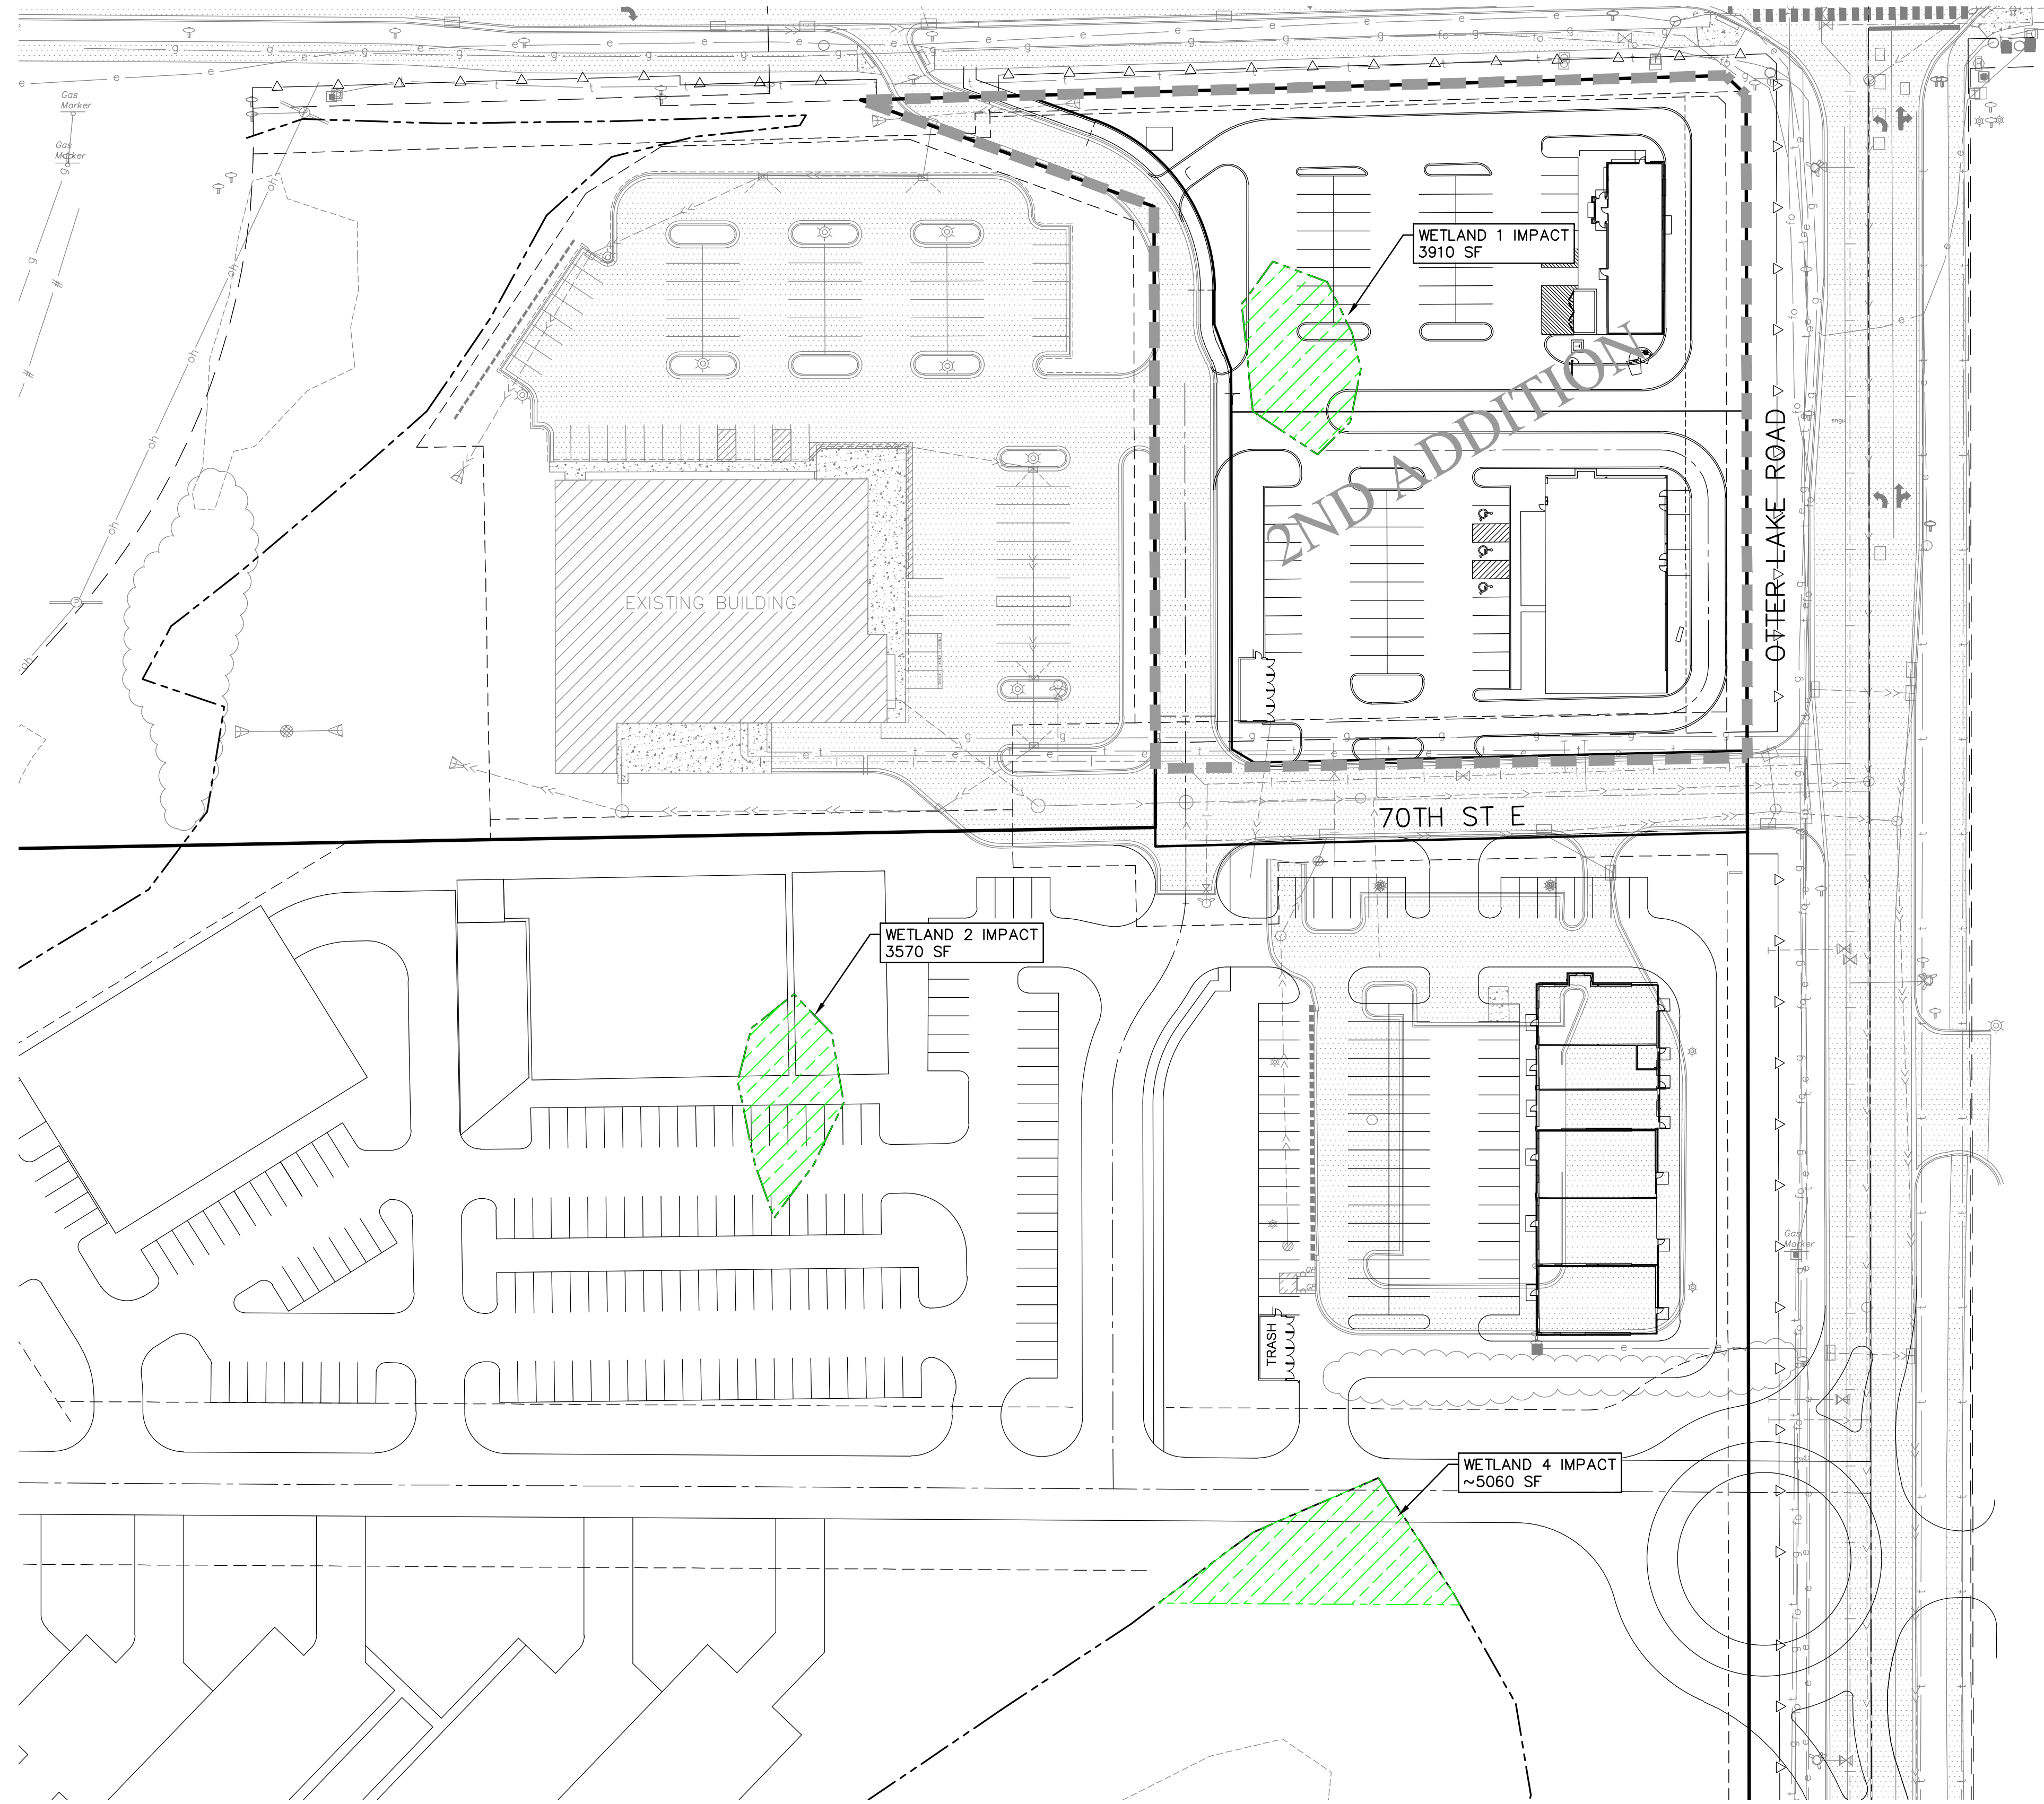 Gas
Marker
Gas
Marker
WETLAND 1 IMPACT
3910 SF
2ND ADDITION
OTTER LAKE ROAD
EXISTING BUILDING
70TH ST E
WETLAND 2 IMPACT
3570 SF
Gas
Marker
TRASH
WETLAND 4 IMPACT
~5060 SF